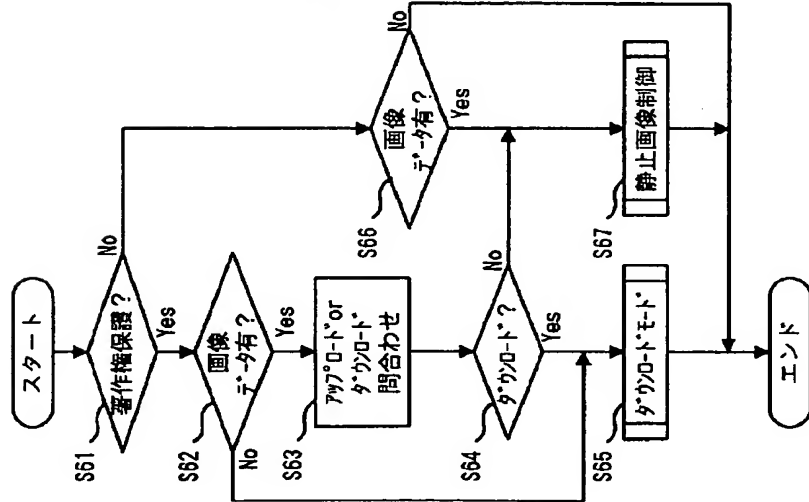 スタート
S61
著作権保護?
No
Yes
S62
画像
データ有?
No
Yes
S63
アップロードor
ダウンロード
問合わせ
S64
ダウンロード?
No
Yes
S65
ダウンロードモード
S66
画像
データ有?
No
Yes
S67
静止画像制御
エンド